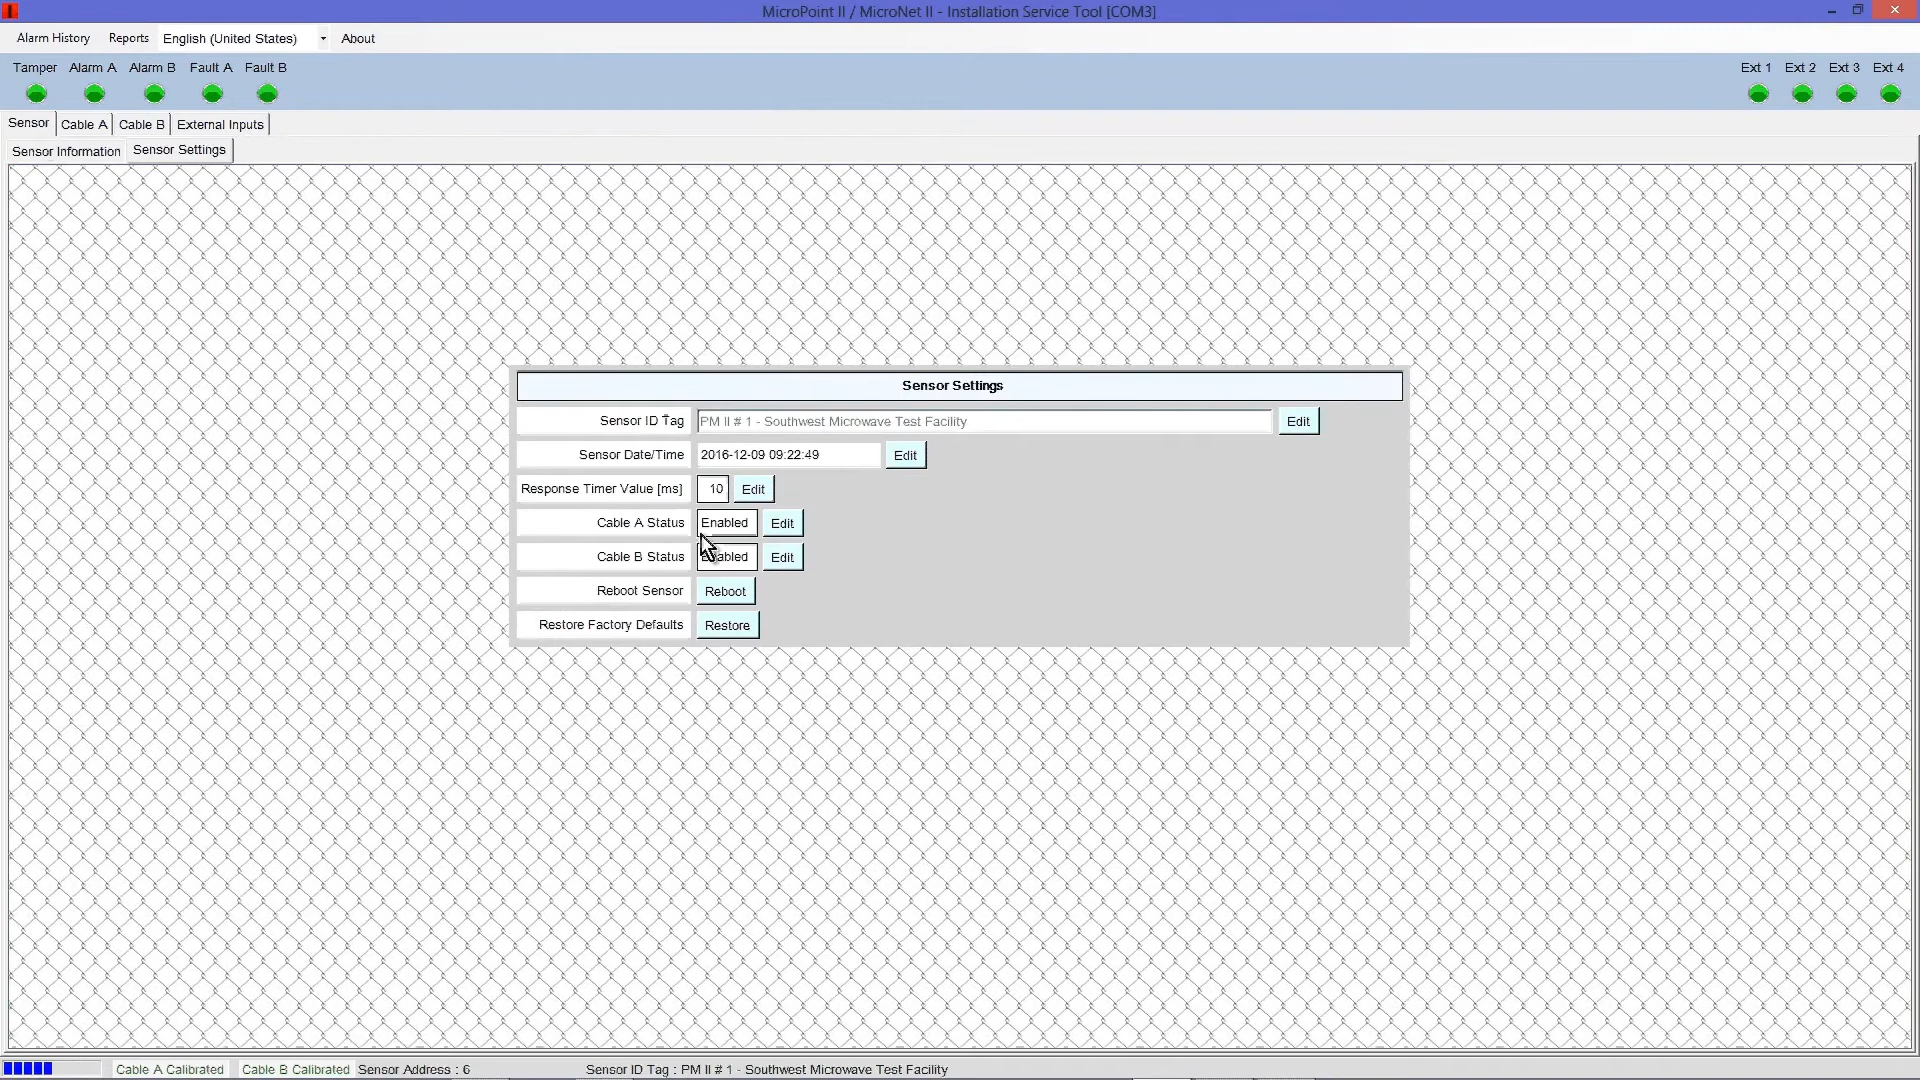 MicroPoint II / MicroNet II - Installation Service Tool [COM3]
Alarm History Reports English (United States) About
Tamper Alarm A Alarm B Fault A Fault B Ext 1 Ext 2 Ext 3 Ext 4
Sensor Cable A Cable B External Inputs
Sensor Information Sensor Settings
Sensor Settings
Sensor ID Tag PM II # 1 - Southwest Microwave Test Facility Edit
Sensor Date/Time 2016-12-09 09:22:49 Edit
Response Timer Value [ms] 10 Edit
Cable A Status Enabled Edit
Cable B Status Enabled Edit
Reboot Sensor Reboot
Restore Factory Defaults Restore
Cable A Calibrated Cable B Calibrated Sensor Address : 6 Sensor ID Tag : PM II # 1 - Southwest Microwave Test Facility